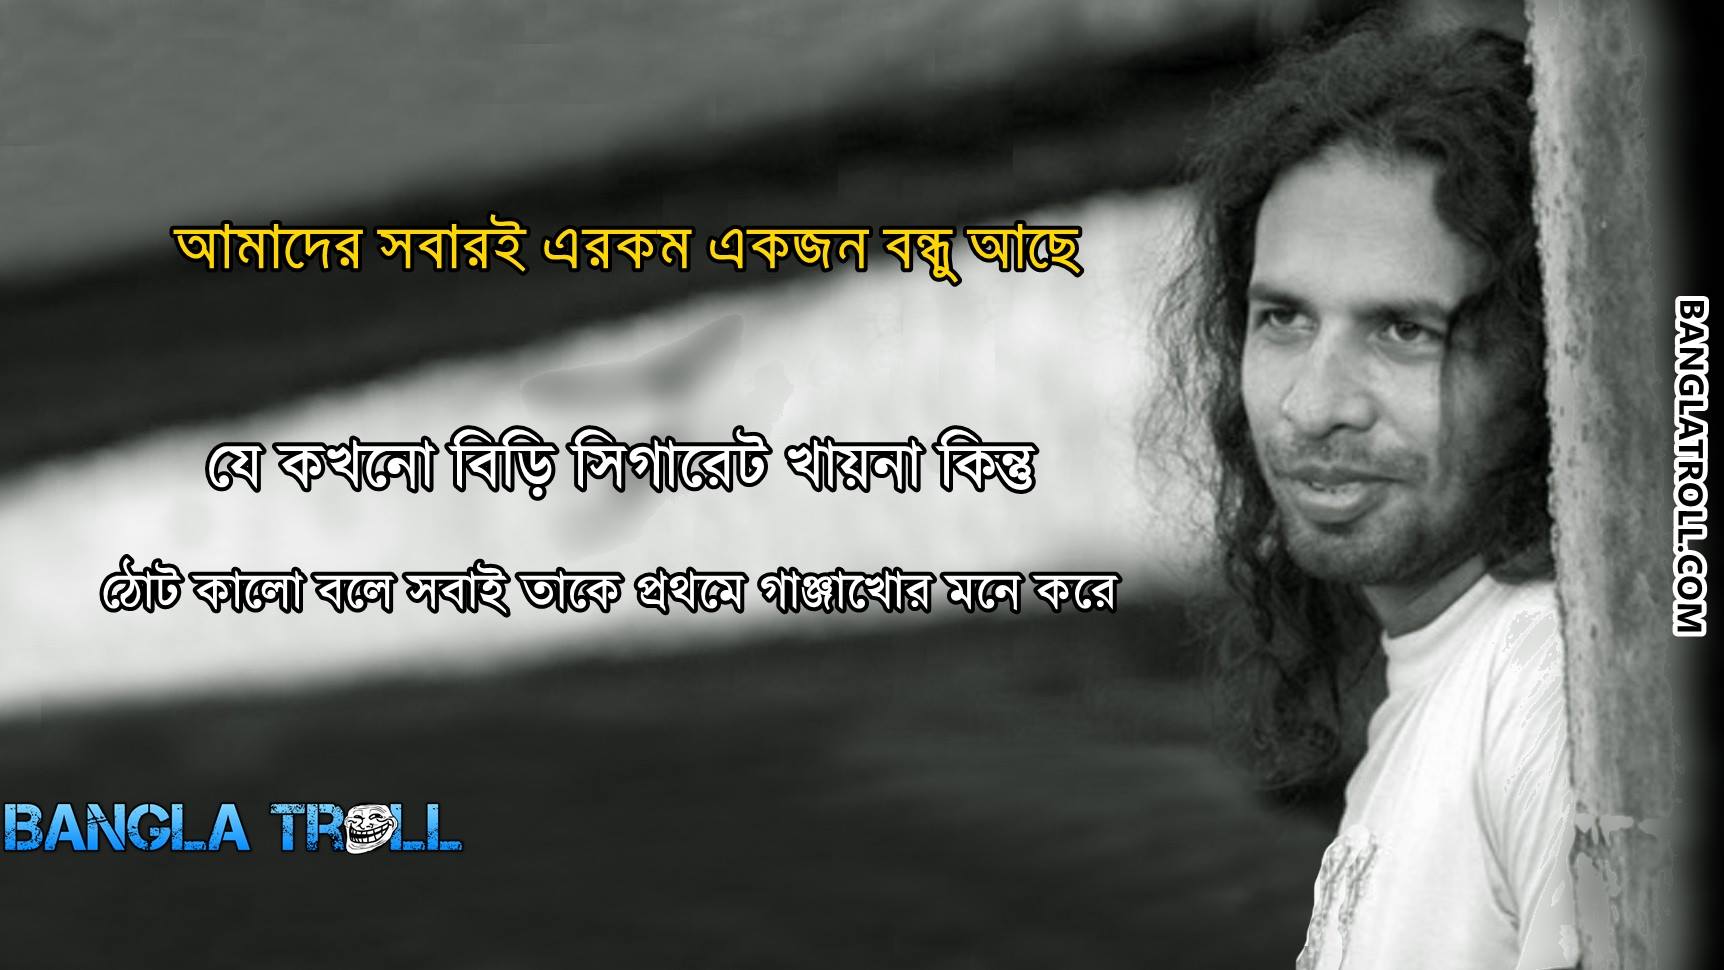 আমাদের সবারই এরকম একজন বন্ধু আছে
যে কখনো বিড়ি সিগারেট খায়না কিন্তু
ঠোট কালো বলে সবাই তাকে প্রথমে গাঞ্জাখোর মনে করে
BANGLA TROLL
BANGLATROLL.COM